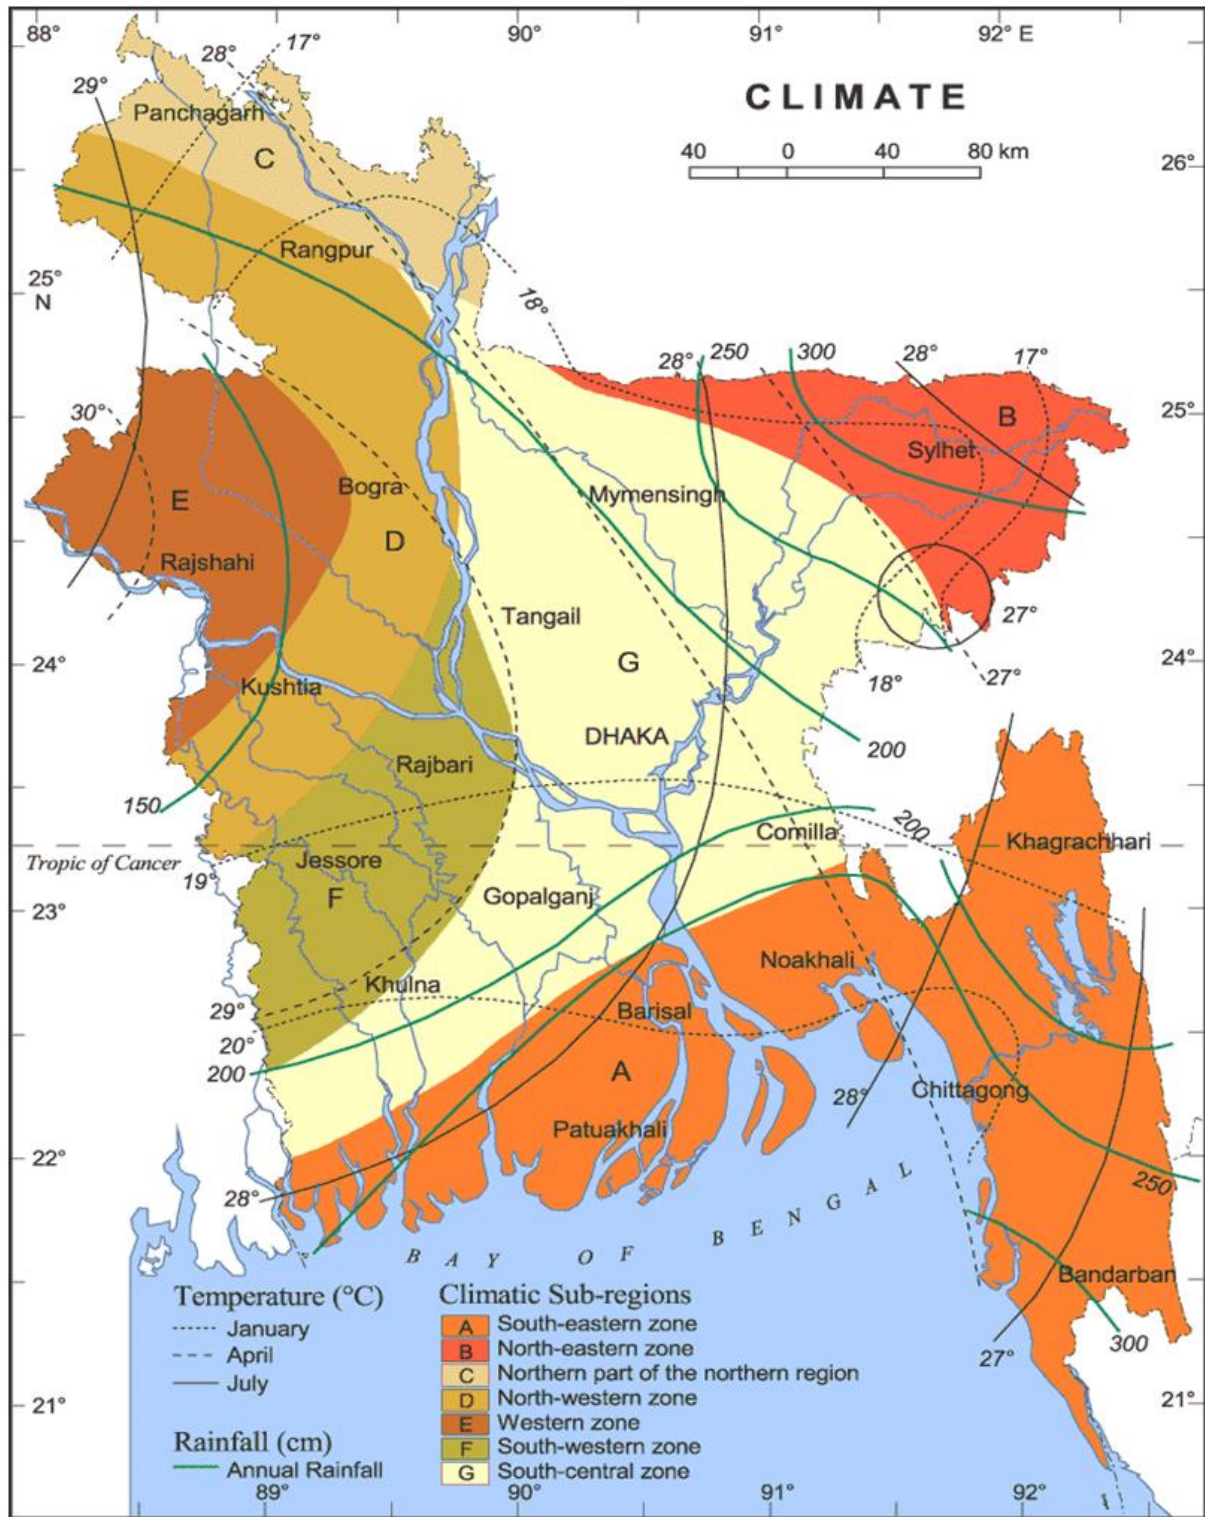 88° 90° 91° 92° E
17°
28°
29°
CLIMATE
Panchagarh
C
40 0 40 80 km
26°
Rangpur
25°
N
18°
28° 250 300 28° 17°
30°
B
25°
Sylhet
Bogra
Mymensingh
E
D
Rajshahi
Tangail
27°
24°
G
24°
Kushtia
18°
27°
DHAKA
Rajbari
200
150
Comilla
200
Khagrachhari
Tropic of Cancer
Jessore
19°
F
Gopalganj
23°
23°
Noakhali
Khulna
29°
Barisal
20°
200
A
Chittagong
28°
Patuakhali
22°
22°
28°
250
BAY OF BENGAL
Bandarban
Temperature (°C)
January
April
July
Rainfall (cm)
Annual Rainfall
Climatic Sub-regions
A South-eastern zone
B North-eastern zone
C Northern part of the northern region
D North-western zone
E Western zone
F South-western zone
G South-central zone
300
27°
21°
21°
89° 90° 91° 92°